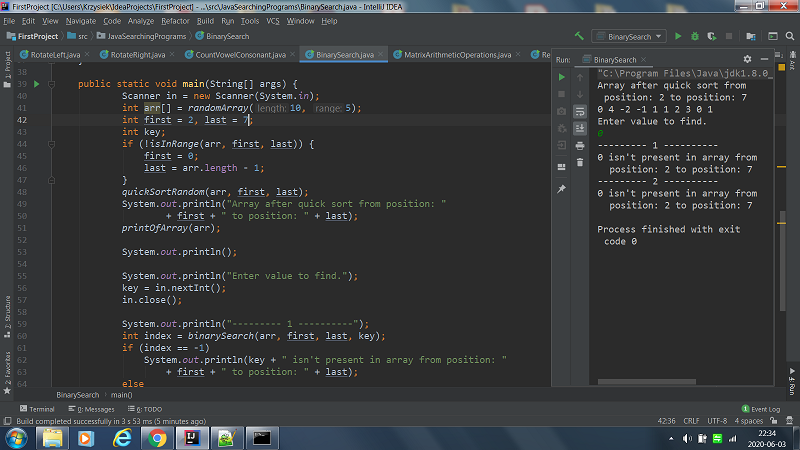 FirstProject [C:\Users\Krzysiek\IdeaProjects\FirstProject] - ...\src\JavaSearchingPrograms\BinarySearch.java - IntelliJ IDEA
File Edit View Navigate Code Analyze Refactor Build Run Tools VCS Window Help
FirstProject src JavaSearchingPrograms BinarySearch
BinarySearch
RotateLeft.java RotateRight.java CountVowelConsonant.java BinarySearch.java MatrixArithmeticOperations.java Re
Run: BinarySearch
1: Project
Ant
38 }
39 public static void main(String[] args) {
40 Scanner in = new Scanner(System.in);
41 int arr[] = randomArray( length: 10, range: 5);
42 int first = 2, last = 7;
43 int key;
44 if (!isInRange(arr, first, last)) {
45 first = 0;
46 last = arr.length - 1;
47 }
48 quickSortRandom(arr, first, last);
49 System.out.println("Array after quick sort from position: "
50 + first + " to position: " + last);
51 printOfArray(arr);
52
53 System.out.println();
54
55 System.out.println("Enter value to find.");
56 key = in.nextInt();
57 in.close();
58
59 System.out.println("--------- 1 ----------");
60 int index = binarySearch(arr, first, last, key);
61 if (index == -1)
62 System.out.println(key + " isn't present in array from position: "
63 + first + " to position: " + last);
64 else
"C:\Program Files\Java\jdk1.8.0_
Array after quick sort from
position: 2 to position: 7
0 4 -2 -1 1 1 2 3 0 1
Enter value to find.
0
--------- 1 ----------
0 isn't present in array from
position: 2 to position: 7
--------- 2 ----------
0 isn't present in array from
position: 2 to position: 7
Process finished with exit
code 0
7: Structure
2: Favorites
4: Run
BinarySearch main()
Terminal 0: Messages 6: TODO
Event Log
Build completed successfully in 3 s 53 ms (5 minutes ago)
42:36 CRLF UTF-8 4 spaces
22:34
2020-06-03